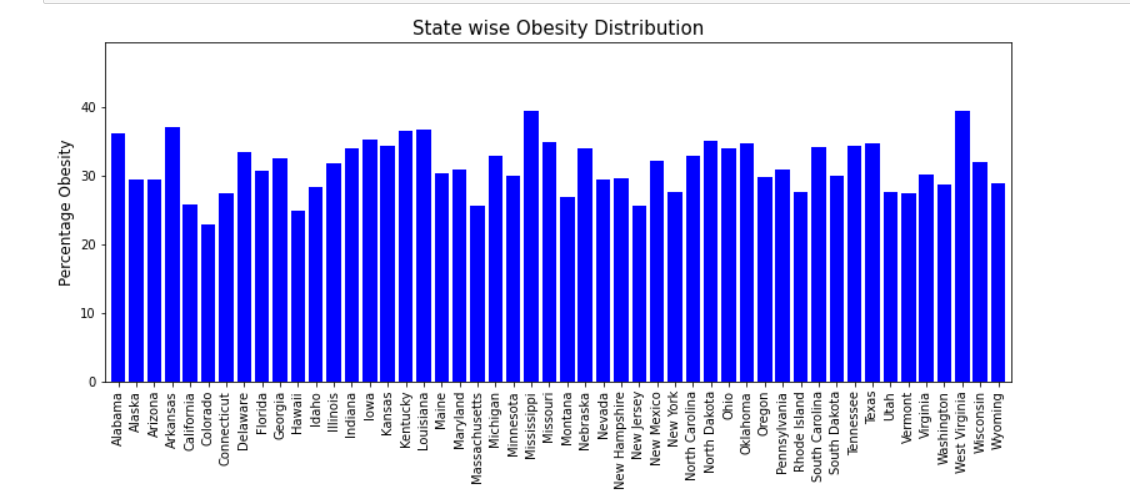 State wise Obesity Distribution
Percentage Obesity
40
30
20
10
0
Alabama
Alaska
Arizona
Arkansas
California
Colorado
Connecticut
Delaware
Florida
Georgia
Hawaii
Idaho
Illinois
Indiana
Iowa
Kansas
Kentucky
Louisiana
Maine
Maryland
Massachusetts
Michigan
Minnesota
Mississippi
Missouri
Montana
Nebraska
Nevada
New Hampshire
New Jersey
New Mexico
New York
North Carolina
North Dakota
Ohio
Oklahoma
Oregon
Pennsylvania
Rhode Island
South Carolina
South Dakota
Tennessee
Texas
Utah
Vermont
Virginia
Washington
West Virginia
Wisconsin
Wyoming